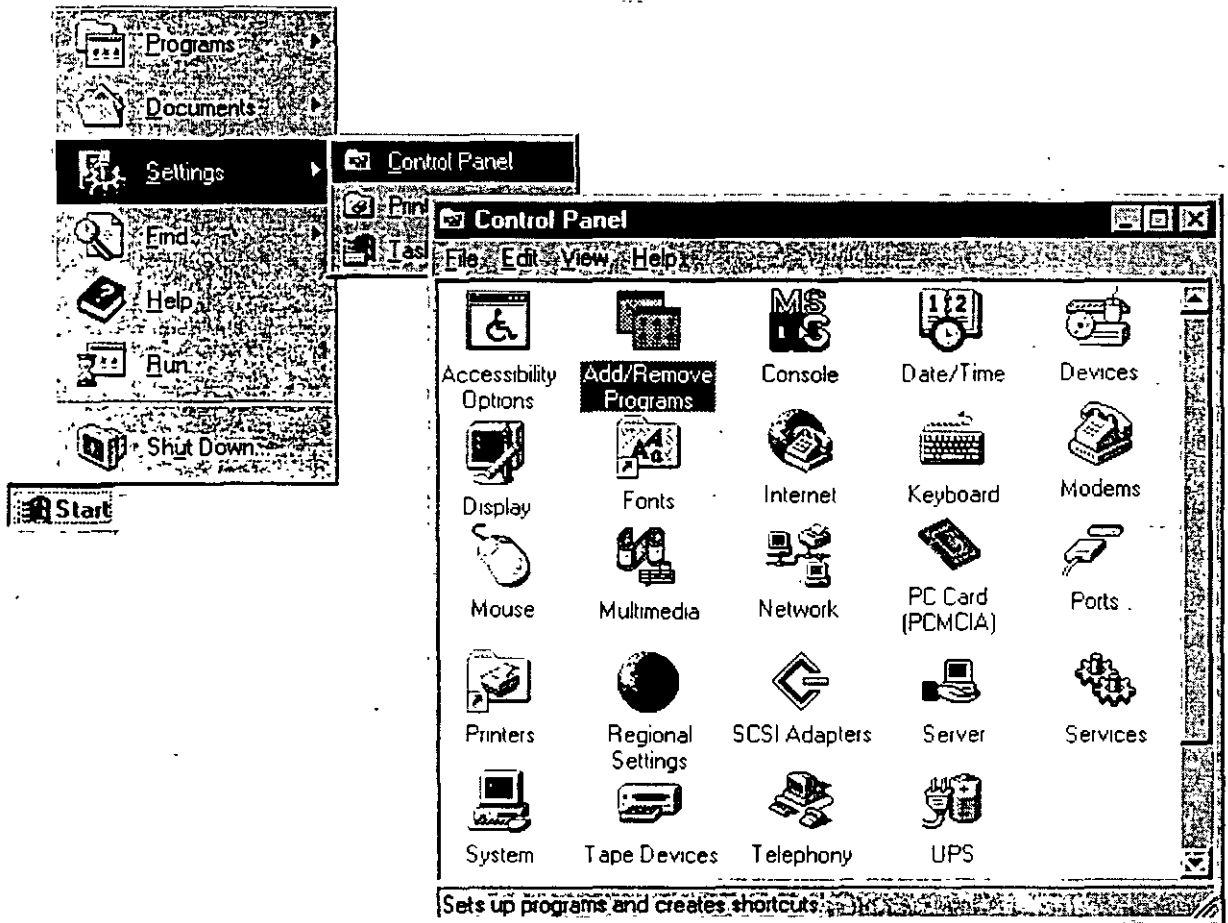 Programs
Documents
Settings
Find
Help
Run
Shut Down...
Start
Control Panel
Control Panel
File Edit View Help
MS
Accessibility
Options
Add/Remove
Programs
Console
Date/Time
Devices
Display
Fonts
Internet
Keyboard
Modems
Mouse
Multimedia
Network
PC Card
(PCMCIA)
Ports
Printers
Regional
Settings
SCSI Adapters
Server
Services
System
Tape Devices
Telephony
UPS
Sets up programs and creates shortcuts.